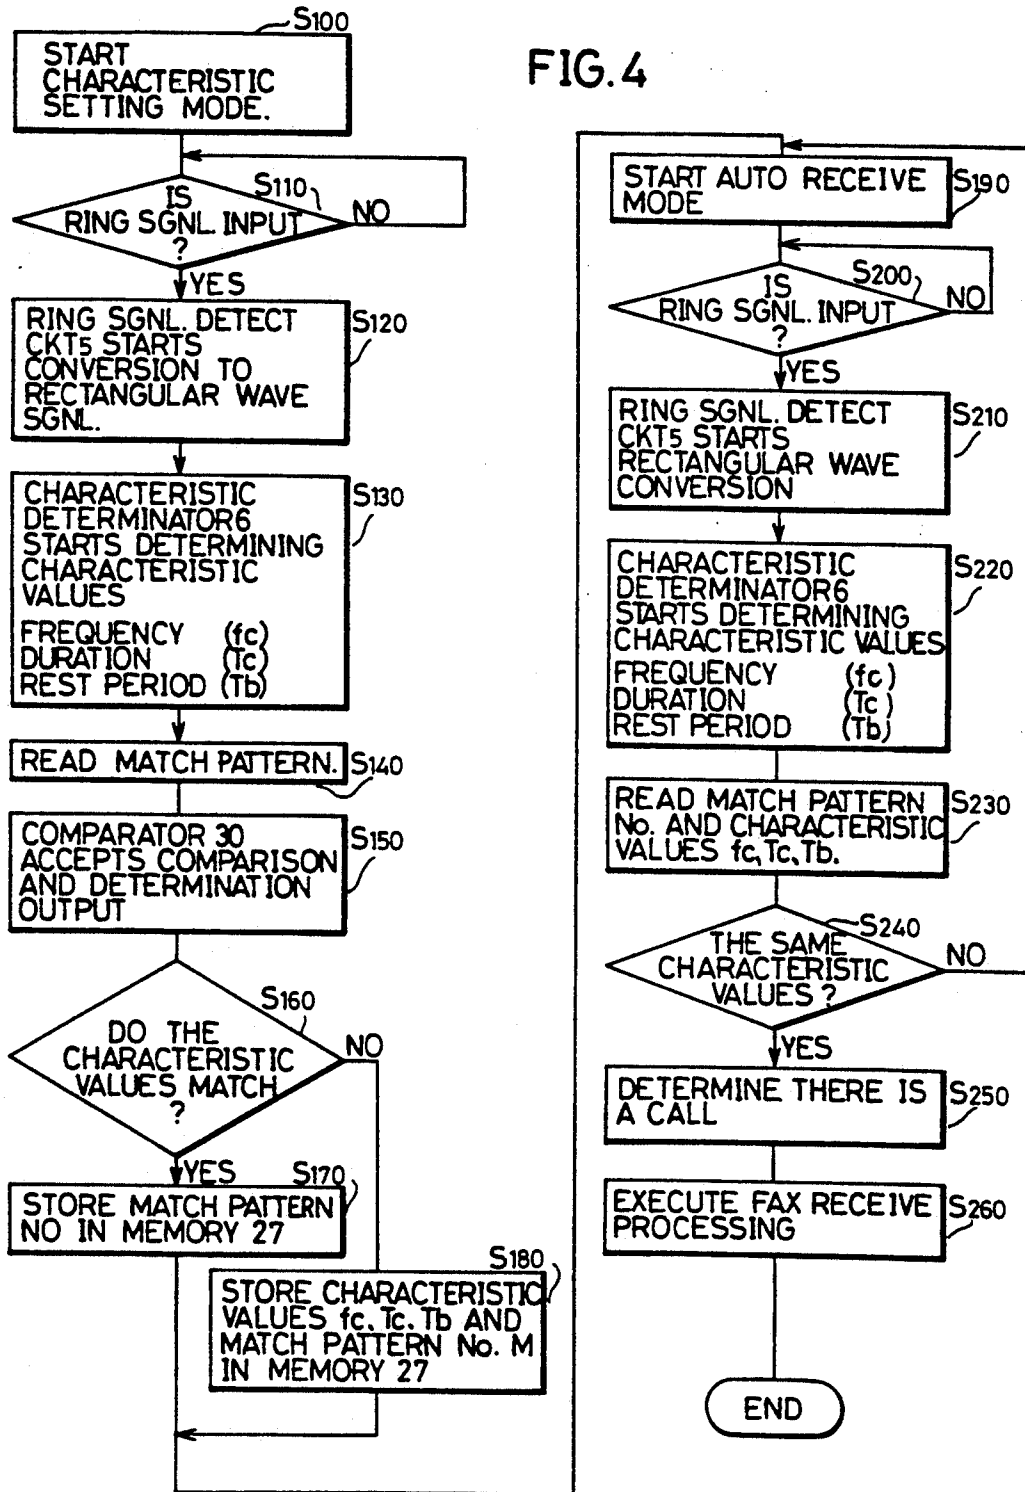 FIG.4
S100
START
CHARACTERISTIC
SETTING MODE.
S110
IS
RING SGNL. INPUT
?
NO
YES
S120
RING SGNL. DETECT
CKT5 STARTS
CONVERSION TO
RECTANGULAR WAVE
SGNL.
S130
CHARACTERISTIC
DETERMINATOR6
STARTS DETERMINING
CHARACTERISTIC
VALUES
FREQUENCY (fc)
DURATION (Tc)
REST PERIOD (Tb)
READ MATCH PATTERN.
S140
COMPARATOR 30
ACCEPTS COMPARISON
AND DETERMINATION
OUTPUT
S150
S160
DO THE
CHARACTERISTIC
VALUES MATCH
?
NO
YES
S170
STORE MATCH PATTERN
NO IN MEMORY 27
S180
STORE CHARACTERISTIC
VALUES fc. Tc. Tb AND
MATCH PATTERN No. M
IN MEMORY 27
START AUTO RECEIVE
MODE
S190
S200
IS
RING SGNL. INPUT
?
NO
YES
RING SGNL. DETECT
CKT5 STARTS
RECTANGULAR WAVE
CONVERSION
S210
CHARACTERISTIC
DETERMINATOR6
STARTS DETERMINING
CHARACTERISTIC VALUES
FREQUENCY (fc)
DURATION (Tc)
REST PERIOD (Tb)
S220
READ MATCH PATTERN
No. AND CHARACTERISTIC
VALUES fc, Tc, Tb.
S230
S240
THE SAME
CHARACTERISTIC
VALUES ?
NO
YES
DETERMINE THERE IS
A CALL
S250
EXECUTE FAX RECEIVE
PROCESSING
S260
END